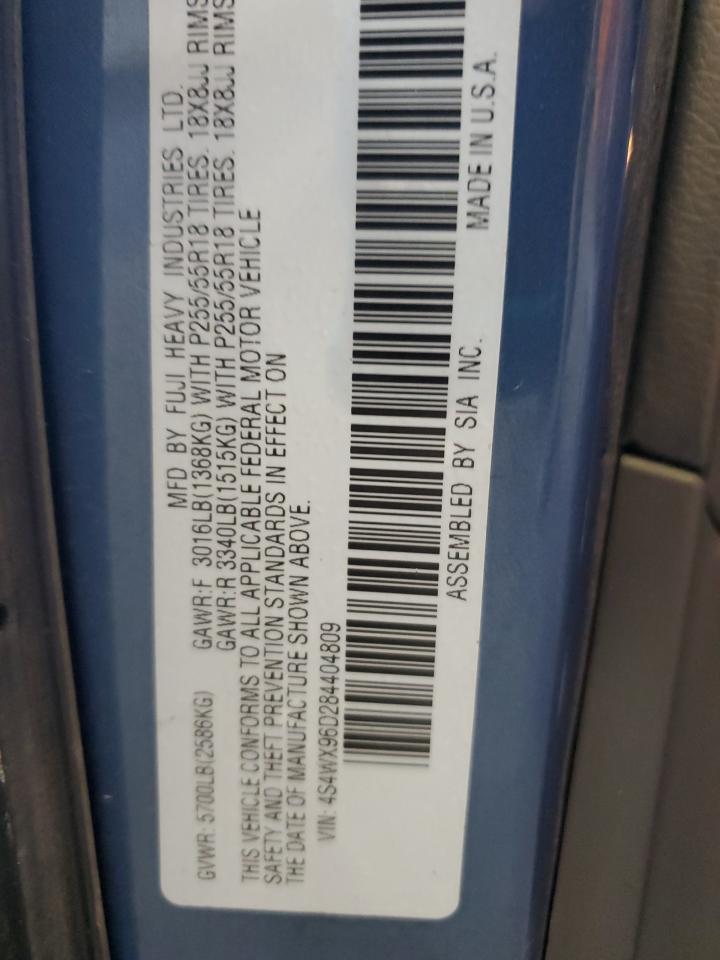 MFD BY FUJI HEAVY INDUSTRIES LTD.
GVWR: 5700LB(2586KG) GAWR:F 3016LB(1368KG) WITH P255/55R18 TIRES. 18X8JJ RIMS
GAWR:R 3340LB(1515KG) WITH P255/55R18 TIRES. 18X8JJ RIMS
THIS VEHICLE CONFORMS TO ALL APPLICABLE FEDERAL MOTOR VEHICLE
SAFETY AND THEFT PREVENTION STANDARDS IN EFFECT ON
THE DATE OF MANUFACTURE SHOWN ABOVE.
VIN: 4S4WX96D284404809
ASSEMBLED BY SIA INC. MADE IN U.S.A.